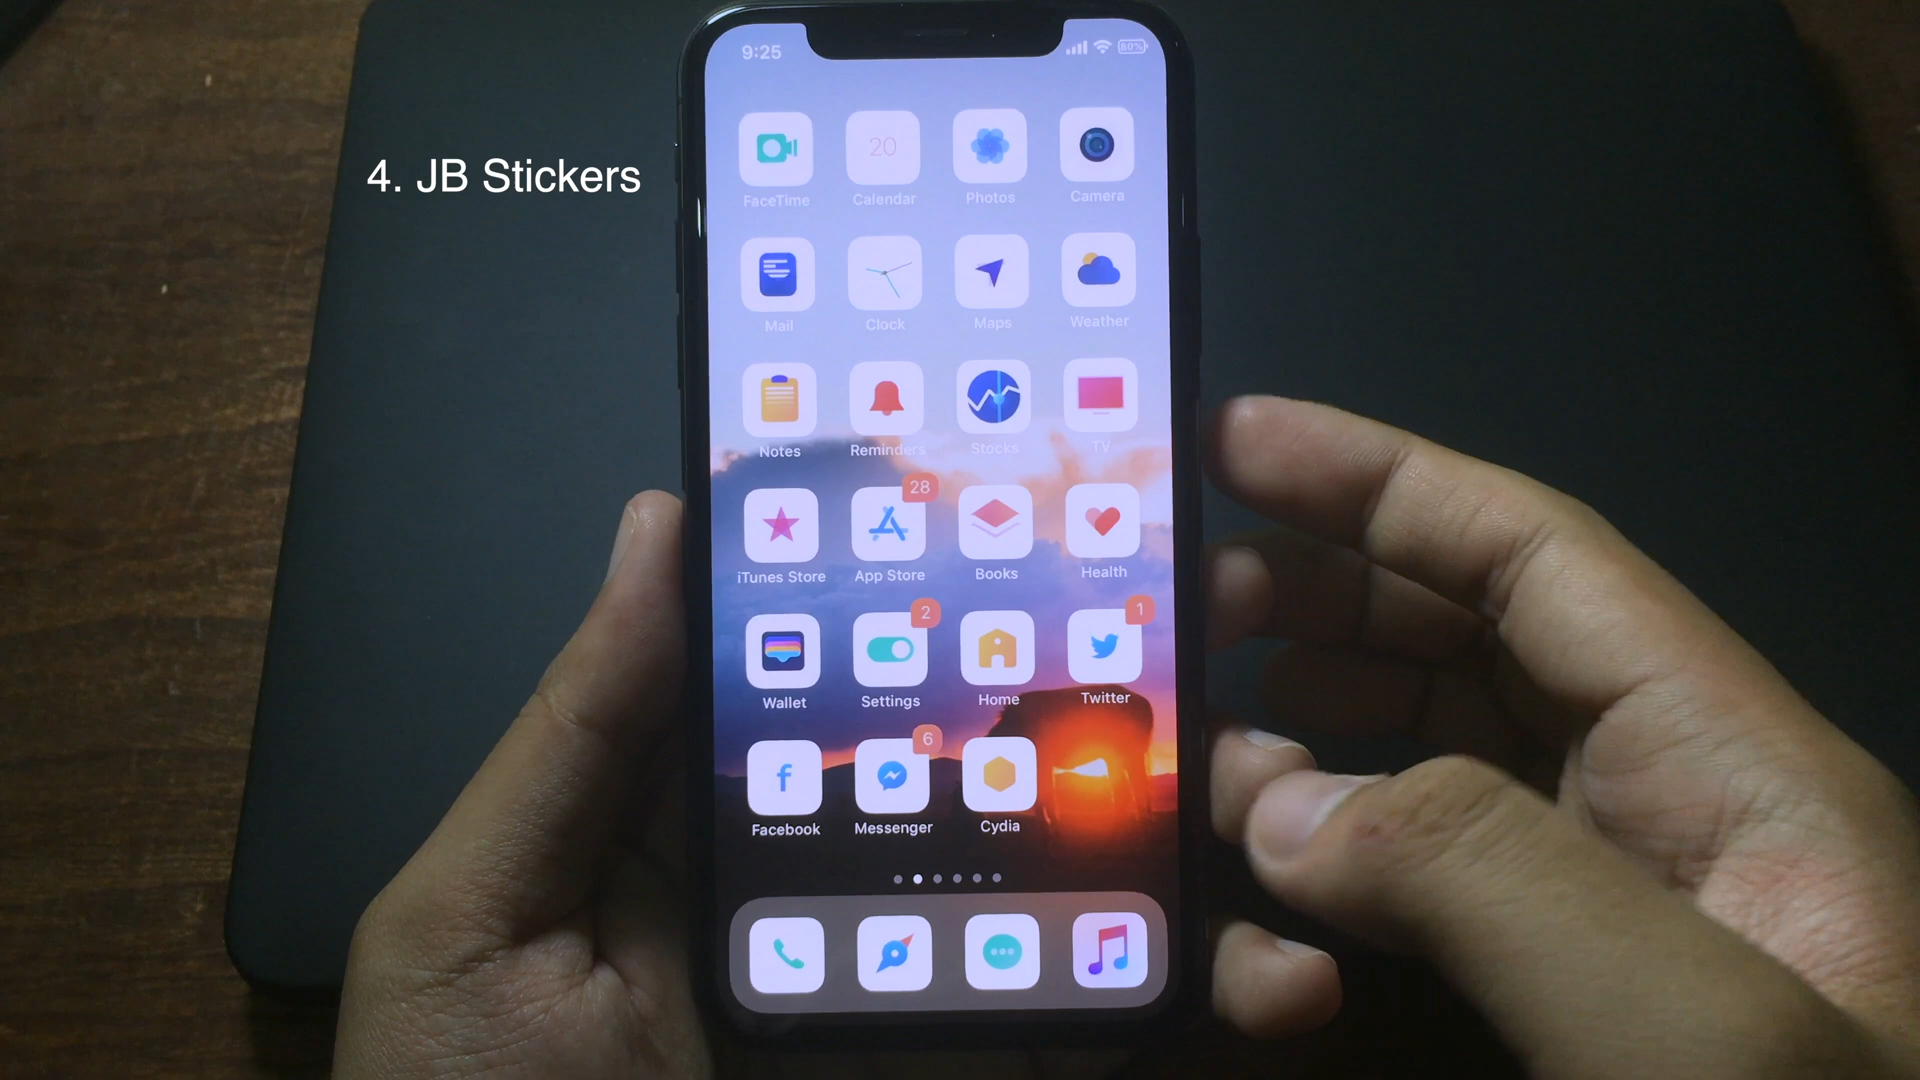 9:25
80%
4. JB Stickers
20
FaceTime
Calendar
Photos
Camera
Mail
Clock
Maps
Weather
Notes
Reminders
Stocks
TV
28
iTunes Store
App Store
Books
Health
2
1
Wallet
Settings
Home
Twitter
6
f
Facebook
Messenger
Cydia